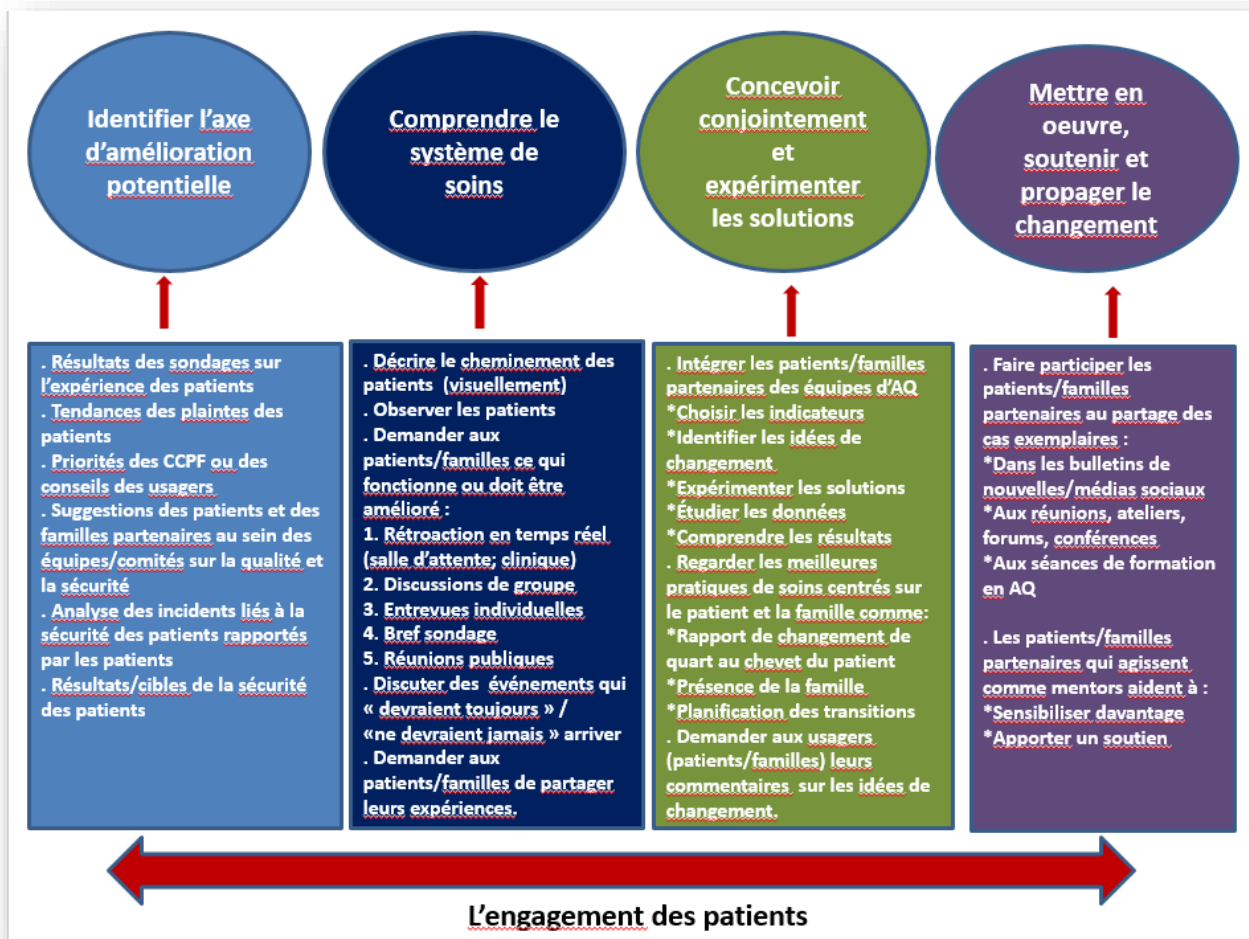 Identifier l'axe
d'amélioration
potentielle
Comprendre le
système de
soins
Concevoir
conjointement
et
expérimenter
les solutions
Mettre en
oeuvre,
soutenir et
propager le
changement
. Résultats des sondages sur
l'expérience des patients
. Tendances des plaintes des
patients
. Priorités des CCPF ou des
conseils des usagers
. Suggestions des patients et des
familles partenaires au sein des
équipes/comités sur la qualité et
la sécurité
. Analyse des incidents liés à la
sécurité des patients rapportés
par les patients
. Résultats/cibles de la sécurité
des patients
. Décrire le cheminement des
patients (visuellement)
. Observer les patients
. Demander aux
patients/familles ce qui
fonctionne ou doit être
amélioré :
1. Rétroaction en temps réel
(salle d'attente; clinique)
2. Discussions de groupe
3. Entrevues individuelles
4. Bref sondage
5. Réunions publiques
. Discuter des événements qui
« devraient toujours » /
«ne devraient jamais » arriver
. Demander aux
patients/familles de partager
leurs expériences.
. Intégrer les patients/familles
partenaires des équipes d'AQ
*Choisir les indicateurs
*Identifier les idées de
changement
*Expérimenter les solutions
*Étudier les données
*Comprendre les résultats
. Regarder les meilleures
pratiques de soins centrés sur
le patient et la famille comme:
*Rapport de changement de
quart au chevet du patient
*Présence de la famille
*Planification des transitions
. Demander aux usagers
(patients/familles) leurs
commentaires sur les idées de
changement.
. Faire participer les
patients/familles
partenaires au partage des
cas exemplaires :
*Dans les bulletins de
nouvelles/médias sociaux
*Aux réunions, ateliers,
forums, conférences
*Aux séances de formation
en AQ
. Les patients/familles
partenaires qui agissent
comme mentors aident à :
*Sensibiliser davantage
*Apporter un soutien
L'engagement des patients